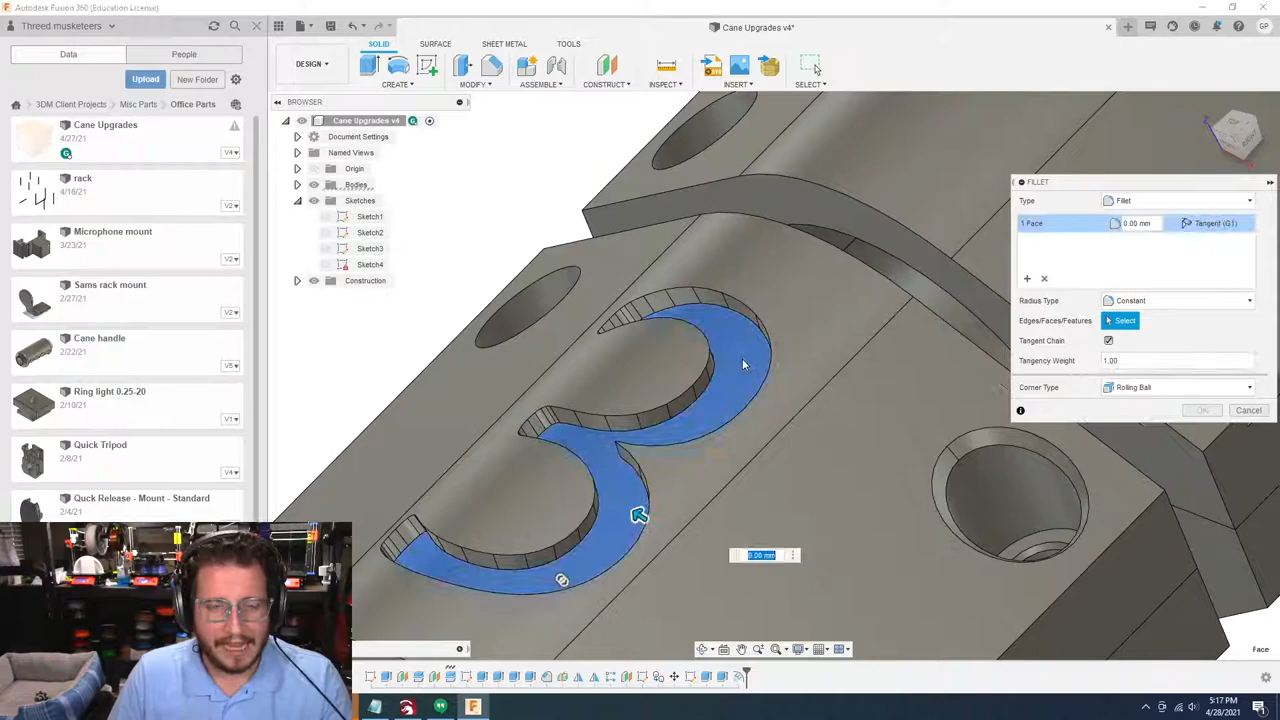 Autodesk Fusion 360 (Education License)
Threed musketeers
Cane Upgrades v4*
GP
Data
People
SOLID
SURFACE
SHEET METAL
TOOLS
DESIGN
CREATE
MODIFY
ASSEMBLE
CONSTRUCT
INSPECT
INSERT
SELECT
Upload
New Folder
3DM Client Projects
Misc Parts
Office Parts
BROWSER
Cane Upgrades v4
Document Settings
Named Views
Origin
Bodies
Sketches
Sketch1
Sketch2
Sketch3
Sketch4
Construction
Cane Upgrades
4/27/21
V4
rack
4/16/21
V2
Microphone mount
3/23/21
V2
Sams rack mount
2/27/21
V2
Cane handle
2/22/21
V5
Ring light 0.25-20
2/10/21
V1
Quick Tripod
2/8/21
V4
Quck Release - Mount - Standard
2/4/21
RIGHT
FILLET
Type
Fillet
1 Face
0.00 mm
Tangent (G1)
Radius Type
Constant
Edges/Faces/Features
Select
Tangent Chain
Tangency Weight
1.00
Corner Type
Rolling Ball
OK
Cancel
3
0.00 mm
Face
5:17 PM
4/28/2021